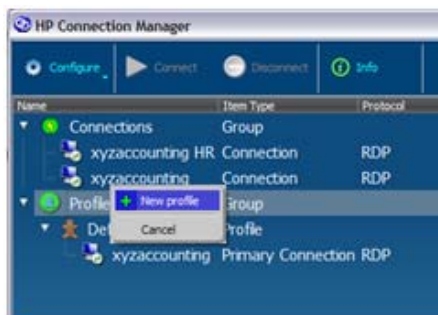 HP Connection Manager
Configure Connect Disconnect Info
Name Item Type Protocol
Connections Group
xyzaccounting HR Connection RDP
xyzaccounting Connection RDP
Profile Group
New profile
Profile
Cancel
xyzaccounting Primary Connection RDP